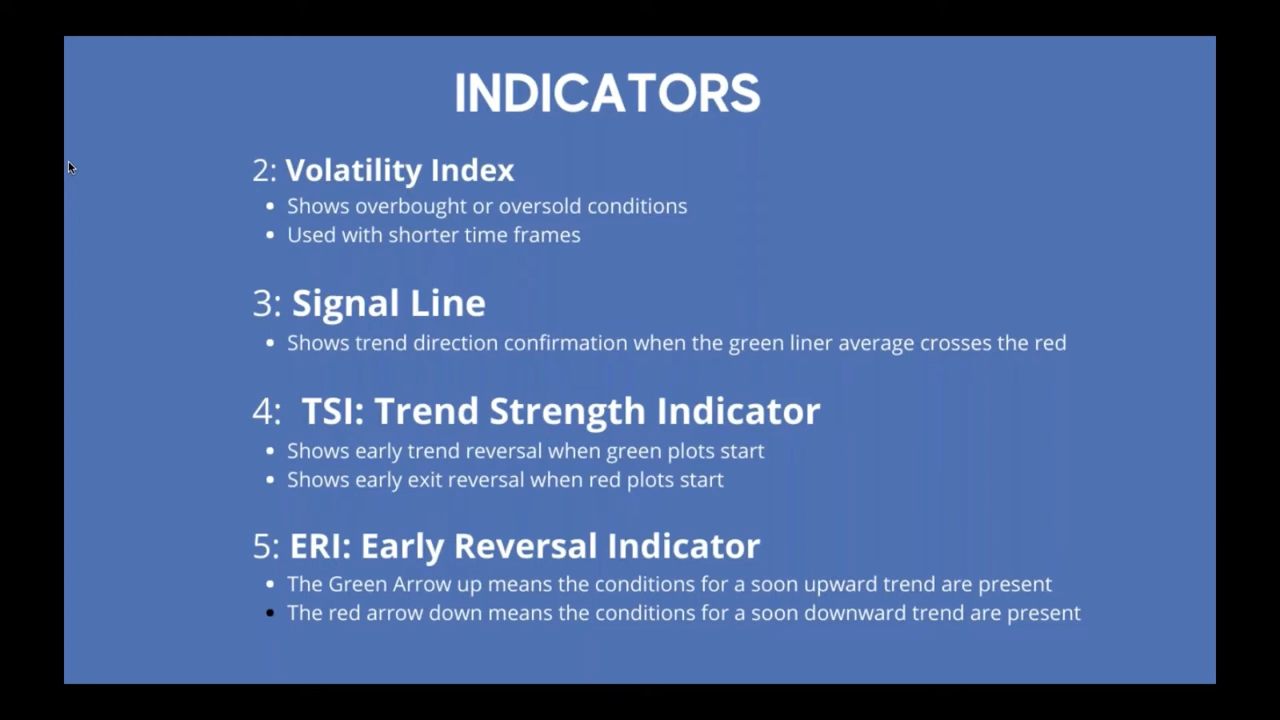 INDICATORS
2: Volatility Index
• Shows overbought or oversold conditions
• Used with shorter time frames
3: Signal Line
• Shows trend direction confirmation when the green liner average crosses the red
4: TSI: Trend Strength Indicator
• Shows early trend reversal when green plots start
• Shows early exit reversal when red plots start
5: ERI: Early Reversal Indicator
• The Green Arrow up means the conditions for a soon upward trend are present
• The red arrow down means the conditions for a soon downward trend are present